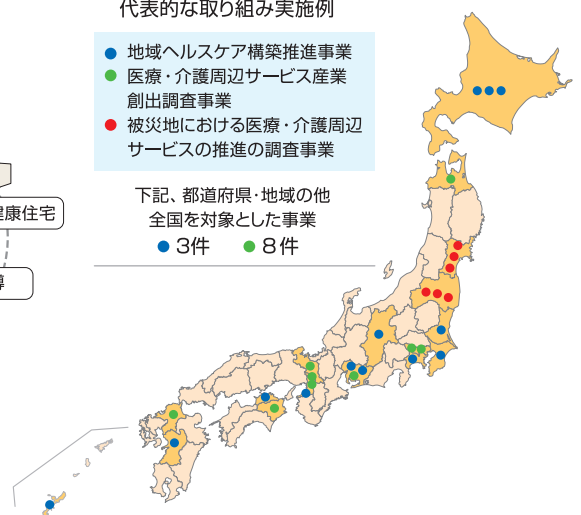 代表的な取り組み実施例
● 地域ヘルスケア構築推進事業
● 医療・介護周辺サービス産業
創出調査事業
● 被災地における医療・介護周辺
サービスの推進の調査事業
下記、都道府県・地域の他
全国を対象とした事業
● 3件 ● 8件
康住宅